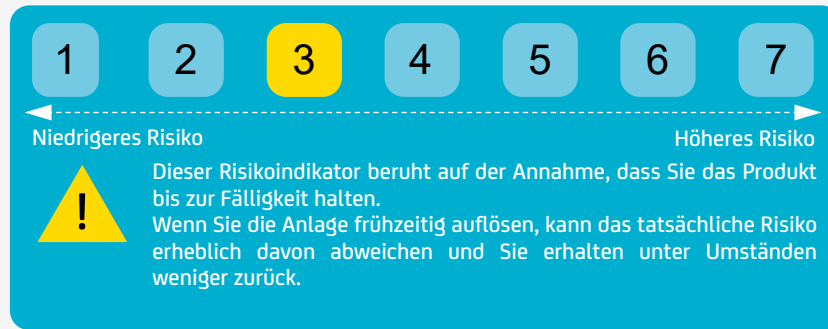 1 2 3 4 5 6 7
Niedrigeres Risiko Höheres Risiko
Dieser Risikoindikator beruht auf der Annahme, dass Sie das Produkt
bis zur Fälligkeit halten.
!
Wenn Sie die Anlage frühzeitig auflösen, kann das tatsächliche Risiko
erheblich davon abweichen und Sie erhalten unter Umständen
weniger zurück.